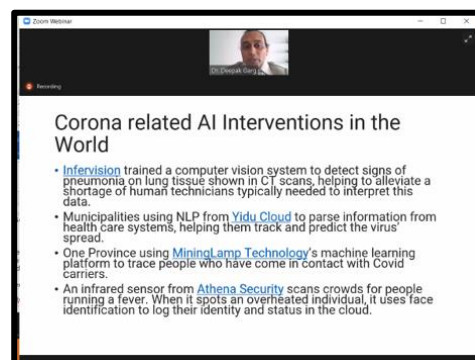 Zoom Webinar
Dr.Deepak Garg
Recording
Corona related AI Interventions in the
World
• Infervision trained a computer vision system to detect signs of
pneumonia on lung tissue shown in CT scans, helping to alleviate a
shortage of human technicians typically needed to interpret this
data.
• Municipalities using NLP from Yidu Cloud to parse information from
health care systems, helping them track and predict the virus'
spread.
• One Province using MiningLamp Technology's machine learning
platform to trace people who have come in contact with Covid
carriers.
• An infrared sensor from Athena Security scans crowds for people
running a fever. When it spots an overheated individual, it uses face
identification to log their identity and status in the cloud.